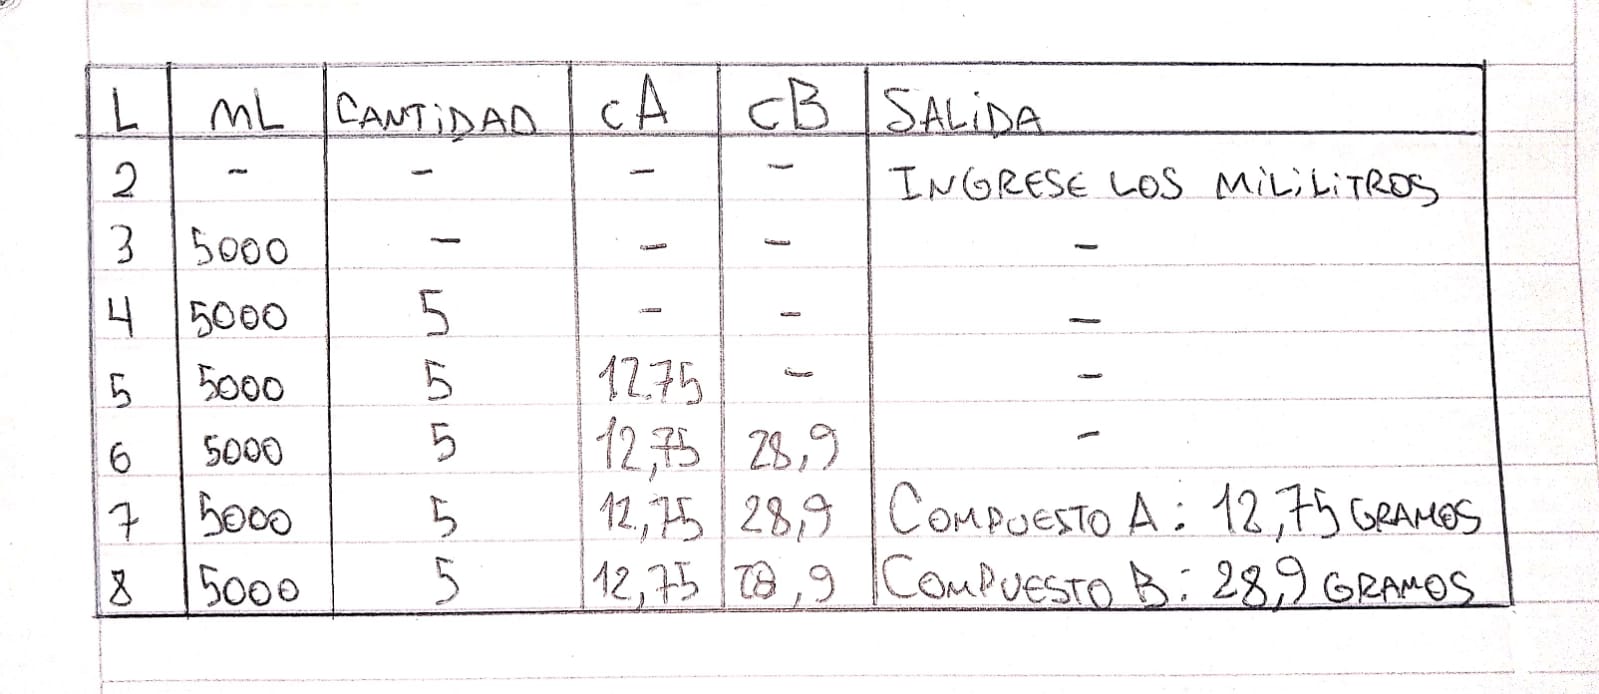 L mL CANTiDAD cA cB SALiDA
2 - - - - INGRESE LOS MiLiLiTROS
3 5000 - - - -
4 5000 5 - - -
5 5000 5 12.75 - -
6 5000 5 12,75 28,9 -
7 5000 5 12,75 28,9 COMPUESTO A: 12,75 GRAMOS
8 5000 5 12,75 28,9 COMPUESTO B: 28,9 GRAMOS